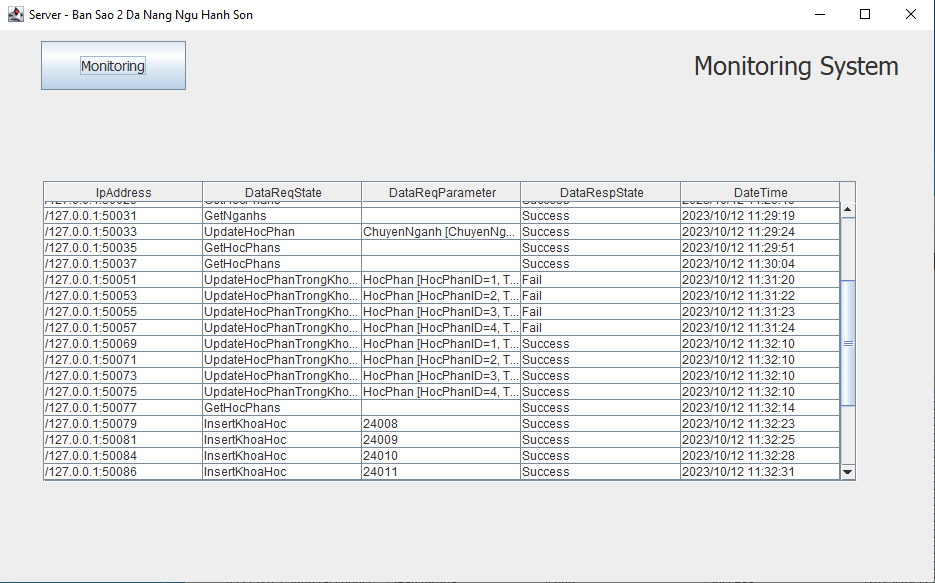 Server - Ban Sao 2 Da Nang Ngu Hanh Son
Monitoring
Monitoring System
IpAddress DataReqState DataReqParameter DataRespState DateTime
/127.0.0.1:50031 GetNganhs Success 2023/10/12 11:29:19
/127.0.0.1:50033 UpdateHocPhan ChuyenNganh [ChuyenNg... Success 2023/10/12 11:29:24
/127.0.0.1:50035 GetHocPhans Success 2023/10/12 11:29:51
/127.0.0.1:50037 GetHocPhans Success 2023/10/12 11:30:04
/127.0.0.1:50051 UpdateHocPhanTrongKho... HocPhan [HocPhanID=1, T... Fail 2023/10/12 11:31:20
/127.0.0.1:50053 UpdateHocPhanTrongKho... HocPhan [HocPhanID=2, T... Fail 2023/10/12 11:31:22
/127.0.0.1:50055 UpdateHocPhanTrongKho... HocPhan [HocPhanID=3, T... Fail 2023/10/12 11:31:23
/127.0.0.1:50057 UpdateHocPhanTrongKho... HocPhan [HocPhanID=4, T... Fail 2023/10/12 11:31:24
/127.0.0.1:50069 UpdateHocPhanTrongKho... HocPhan [HocPhanID=1, T... Success 2023/10/12 11:32:10
/127.0.0.1:50071 UpdateHocPhanTrongKho... HocPhan [HocPhanID=2, T... Success 2023/10/12 11:32:10
/127.0.0.1:50073 UpdateHocPhanTrongKho... HocPhan [HocPhanID=3, T... Success 2023/10/12 11:32:10
/127.0.0.1:50075 UpdateHocPhanTrongKho... HocPhan [HocPhanID=4, T... Success 2023/10/12 11:32:10
/127.0.0.1:50077 GetHocPhans Success 2023/10/12 11:32:14
/127.0.0.1:50079 InsertKhoaHoc 24008 Success 2023/10/12 11:32:23
/127.0.0.1:50081 InsertKhoaHoc 24009 Success 2023/10/12 11:32:25
/127.0.0.1:50084 InsertKhoaHoc 24010 Success 2023/10/12 11:32:28
/127.0.0.1:50086 InsertKhoaHoc 24011 Success 2023/10/12 11:32:31